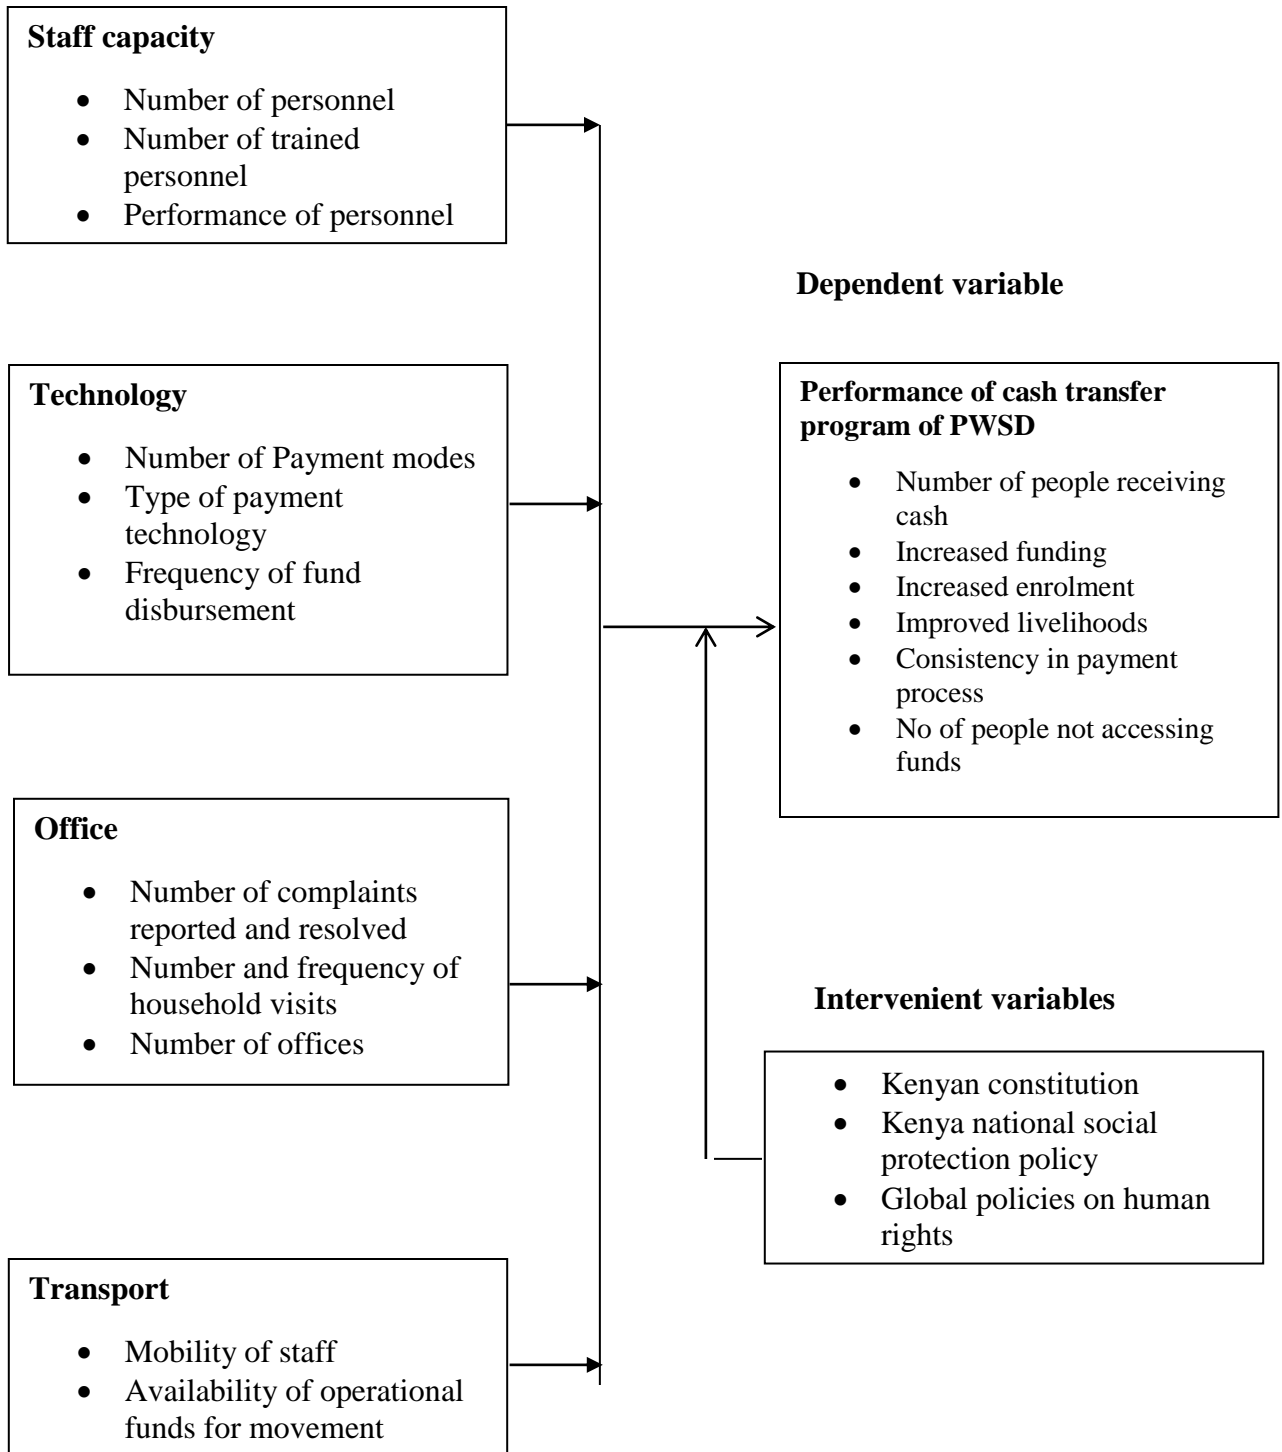 Staff capacity
• Number of personnel
• Number of trained
personnel
• Performance of personnel
Technology
• Number of Payment modes
• Type of payment
technology
• Frequency of fund
disbursement
Office
• Number of complaints
reported and resolved
• Number and frequency of
household visits
• Number of offices
Transport
• Mobility of staff
• Availability of operational
funds for movement
Dependent variable
Performance of cash transfer
program of PWSD
• Number of people receiving
cash
• Increased funding
• Increased enrolment
• Improved livelihoods
• Consistency in payment
process
• No of people not accessing
funds
Intervenient variables
• Kenyan constitution
• Kenya national social
protection policy
• Global policies on human
rights